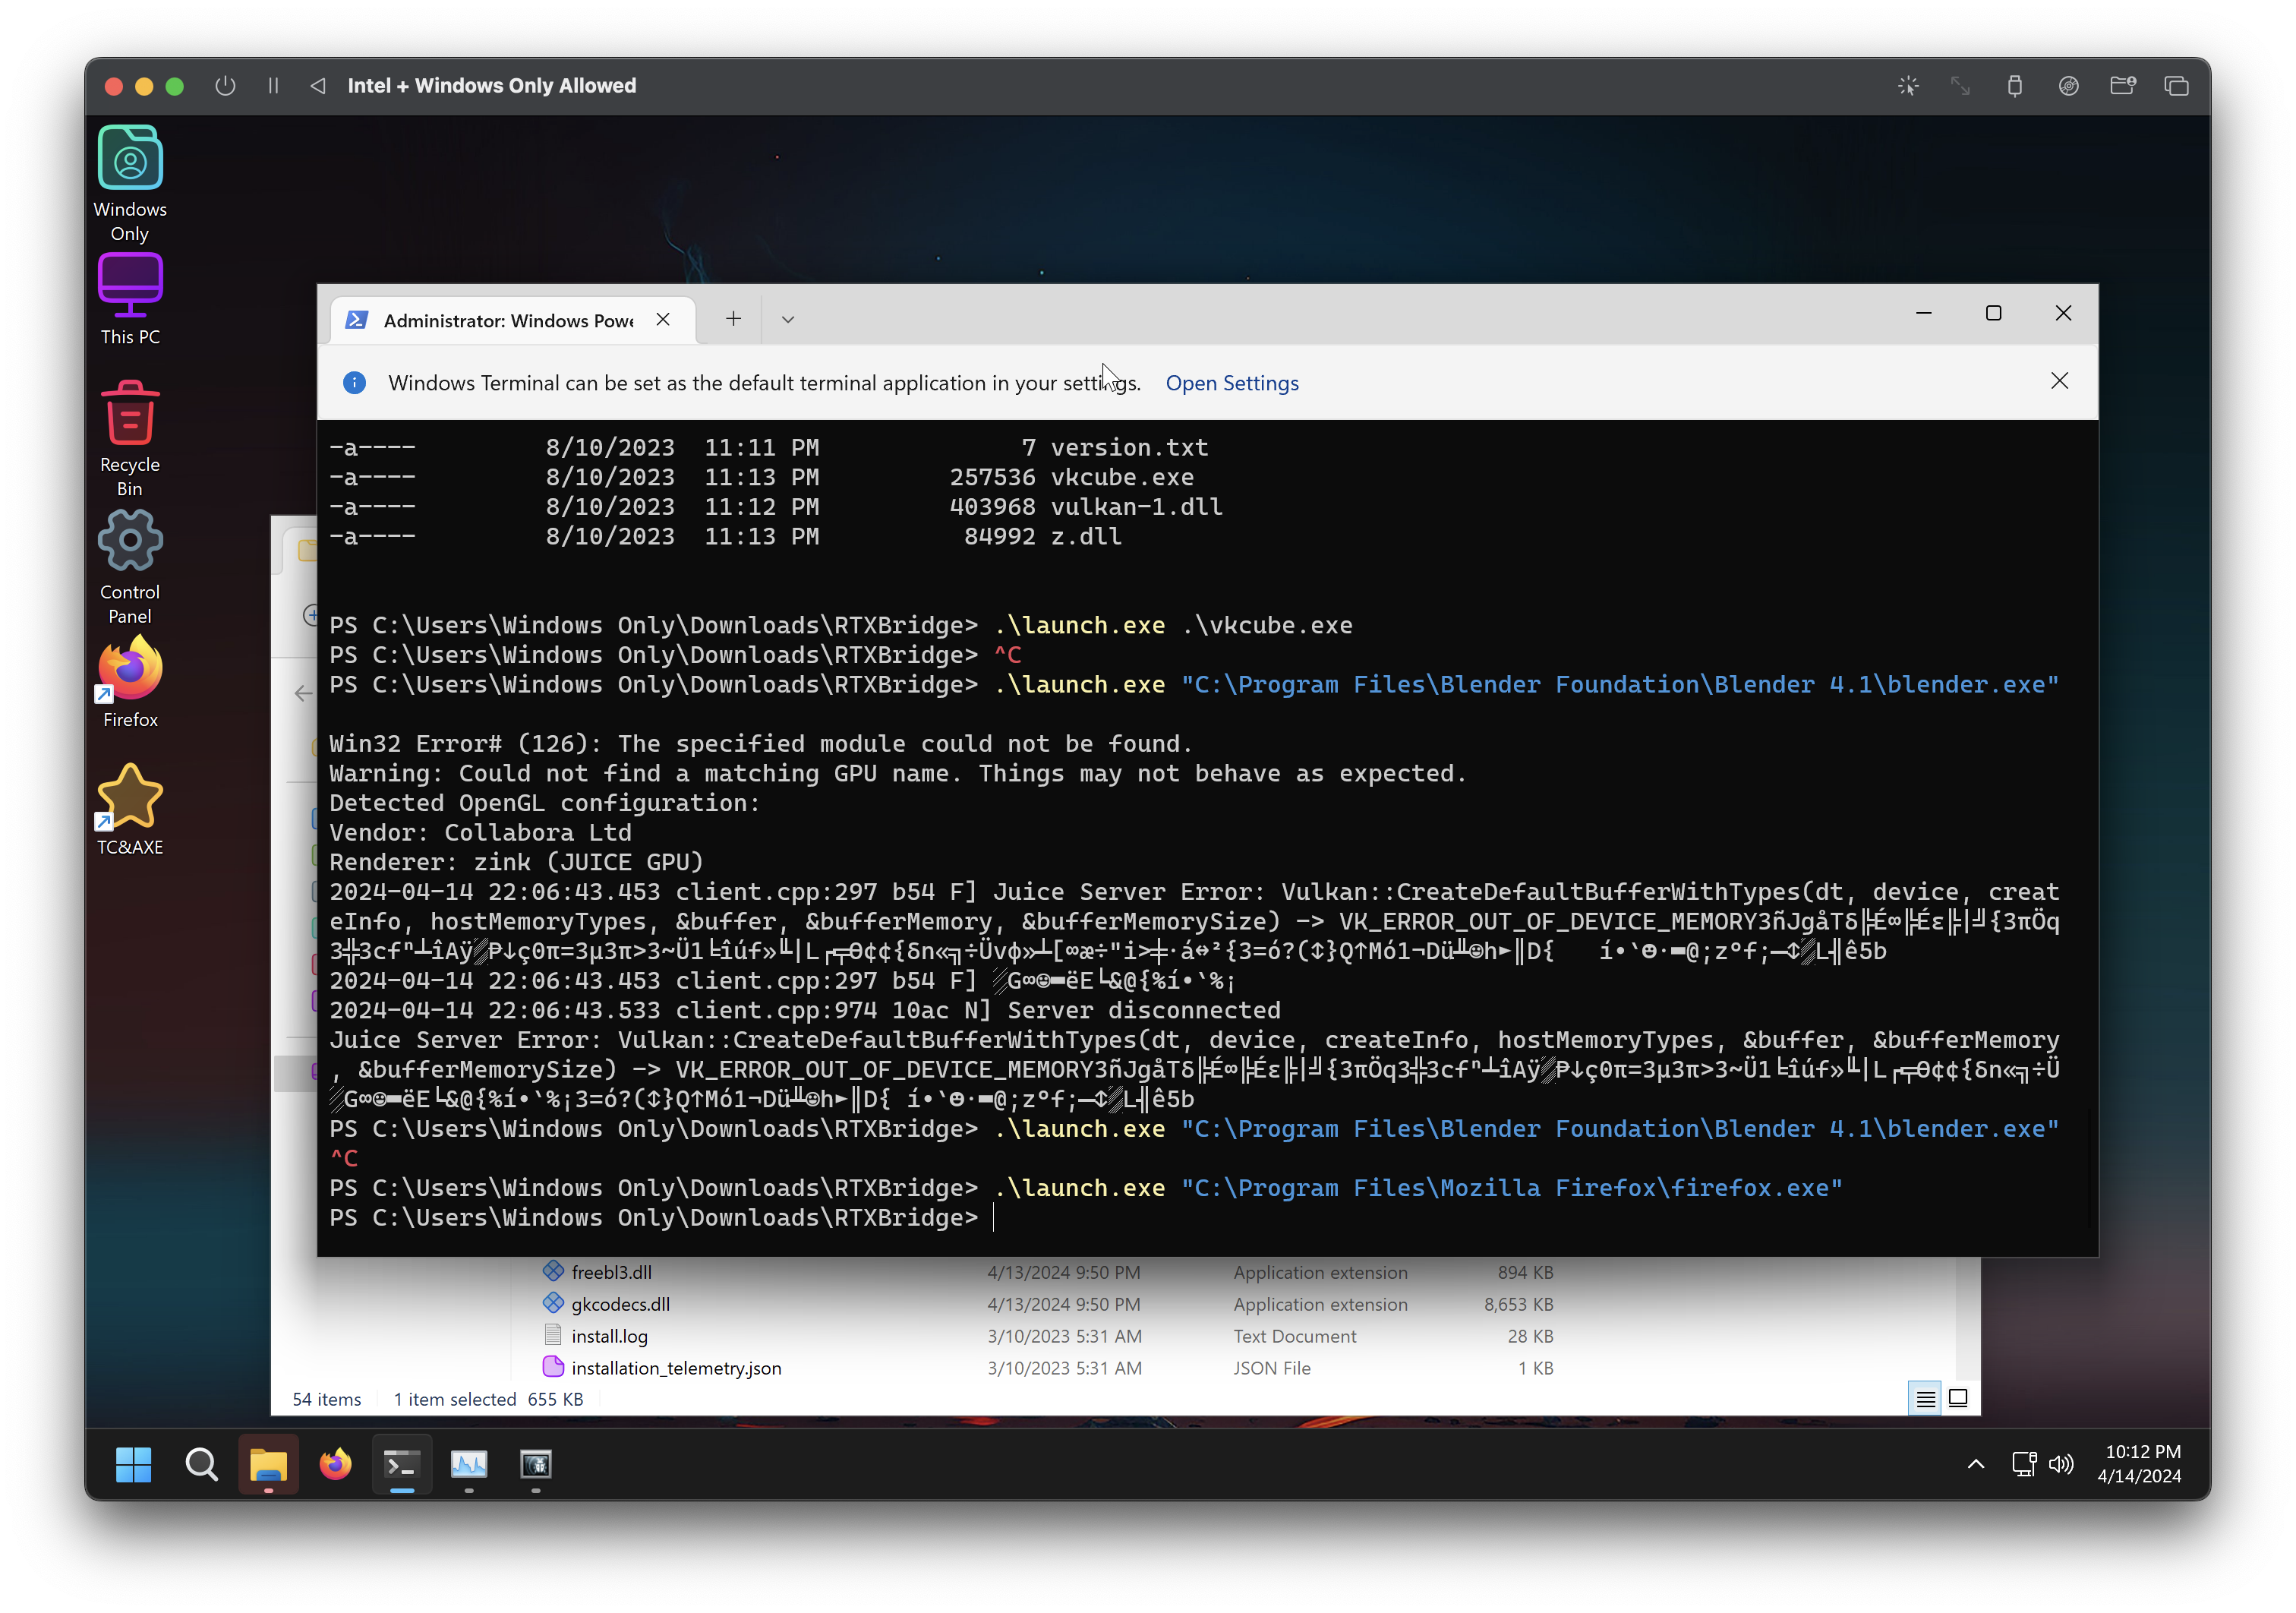 Intel + Windows Only Allowed
Windows
Only
This PC
Recycle
Bin
Control
Panel
Firefox
TC&AXE
Administrator: Windows Powe
Windows Terminal can be set as the default terminal application in your settings. Open Settings
-a---- 8/10/2023 11:11 PM 7 version.txt
-a---- 8/10/2023 11:13 PM 257536 vkcube.exe
-a---- 8/10/2023 11:12 PM 403968 vulkan-1.dll
-a---- 8/10/2023 11:13 PM 84992 z.dll
PS C:\Users\Windows Only\Downloads\RTXBridge> .\launch.exe .\vkcube.exe
PS C:\Users\Windows Only\Downloads\RTXBridge> ^C
PS C:\Users\Windows Only\Downloads\RTXBridge> .\launch.exe "C:\Program Files\Blender Foundation\Blender 4.1\blender.exe"
Win32 Error# (126): The specified module could not be found.
Warning: Could not find a matching GPU name. Things may not behave as expected.
Detected OpenGL configuration:
Vendor: Collabora Ltd
Renderer: zink (JUICE GPU)
2024-04-14 22:06:43.453 client.cpp:297 b54 F] Juice Server Error: Vulkan::CreateDefaultBufferWithTypes(dt, device, creat
eInfo, hostMemoryTypes, &buffer, &bufferMemory, &bufferMemorySize) -> VK_ERROR_OUT_OF_DEVICE_MEMORY
2024-04-14 22:06:43.453 client.cpp:297 b54 F]
2024-04-14 22:06:43.533 client.cpp:974 10ac N] Server disconnected
Juice Server Error: Vulkan::CreateDefaultBufferWithTypes(dt, device, createInfo, hostMemoryTypes, &buffer, &bufferMemory
, &bufferMemorySize) -> VK_ERROR_OUT_OF_DEVICE_MEMORY
PS C:\Users\Windows Only\Downloads\RTXBridge> .\launch.exe "C:\Program Files\Blender Foundation\Blender 4.1\blender.exe"
^C
PS C:\Users\Windows Only\Downloads\RTXBridge> .\launch.exe "C:\Program Files\Mozilla Firefox\firefox.exe"
PS C:\Users\Windows Only\Downloads\RTXBridge>
freebl3.dll 4/13/2024 9:50 PM Application extension 894 KB
gkcodecs.dll 4/13/2024 9:50 PM Application extension 8,653 KB
install.log 3/10/2023 5:31 AM Text Document 28 KB
installation_telemetry.json 3/10/2023 5:31 AM JSON File 1 KB
54 items 1 item selected 655 KB
10:12 PM
4/14/2024